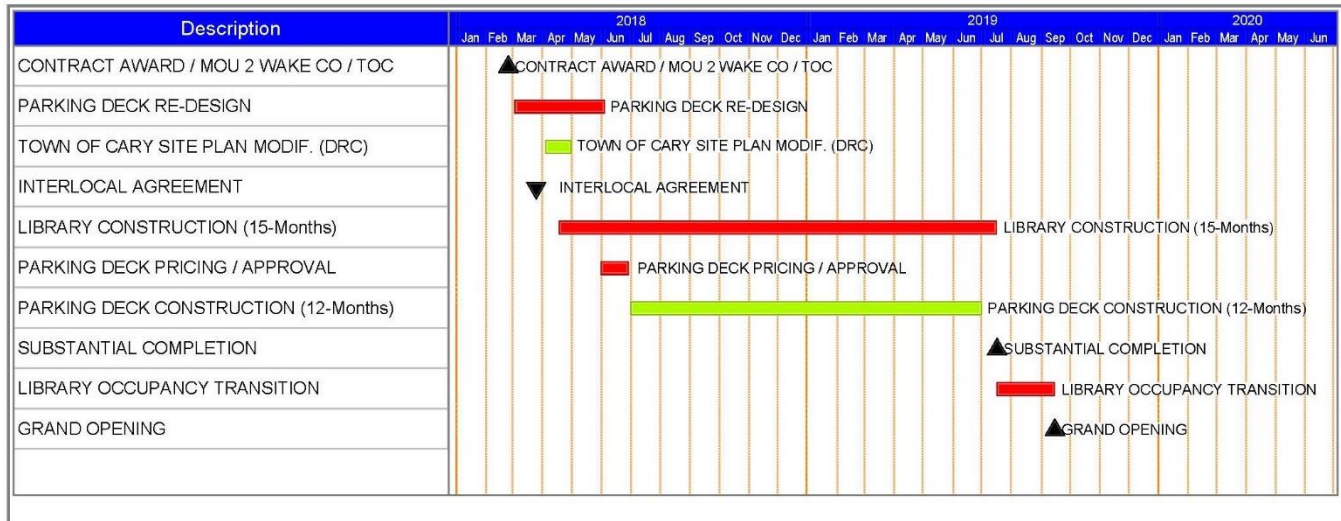 Description
2018 2019 2020
Jan Feb Mar Apr May Jun Jul Aug Sep Oct Nov Dec Jan Feb Mar Apr May Jun Jul Aug Sep Oct Nov Dec Jan Feb Mar Apr May Jun
CONTRACT AWARD / MOU 2 WAKE CO / TOC CONTRACT AWARD / MOU 2 WAKE CO / TOC
PARKING DECK RE-DESIGN PARKING DECK RE-DESIGN
TOWN OF CARY SITE PLAN MODIF. (DRC) TOWN OF CARY SITE PLAN MODIF. (DRC)
INTERLOCAL AGREEMENT INTERLOCAL AGREEMENT
LIBRARY CONSTRUCTION (15-Months) LIBRARY CONSTRUCTION (15-Months)
PARKING DECK PRICING / APPROVAL PARKING DECK PRICING / APPROVAL
PARKING DECK CONSTRUCTION (12-Months) PARKING DECK CONSTRUCTION (12-Months)
SUBSTANTIAL COMPLETION SUBSTANTIAL COMPLETION
LIBRARY OCCUPANCY TRANSITION LIBRARY OCCUPANCY TRANSITION
GRAND OPENING GRAND OPENING